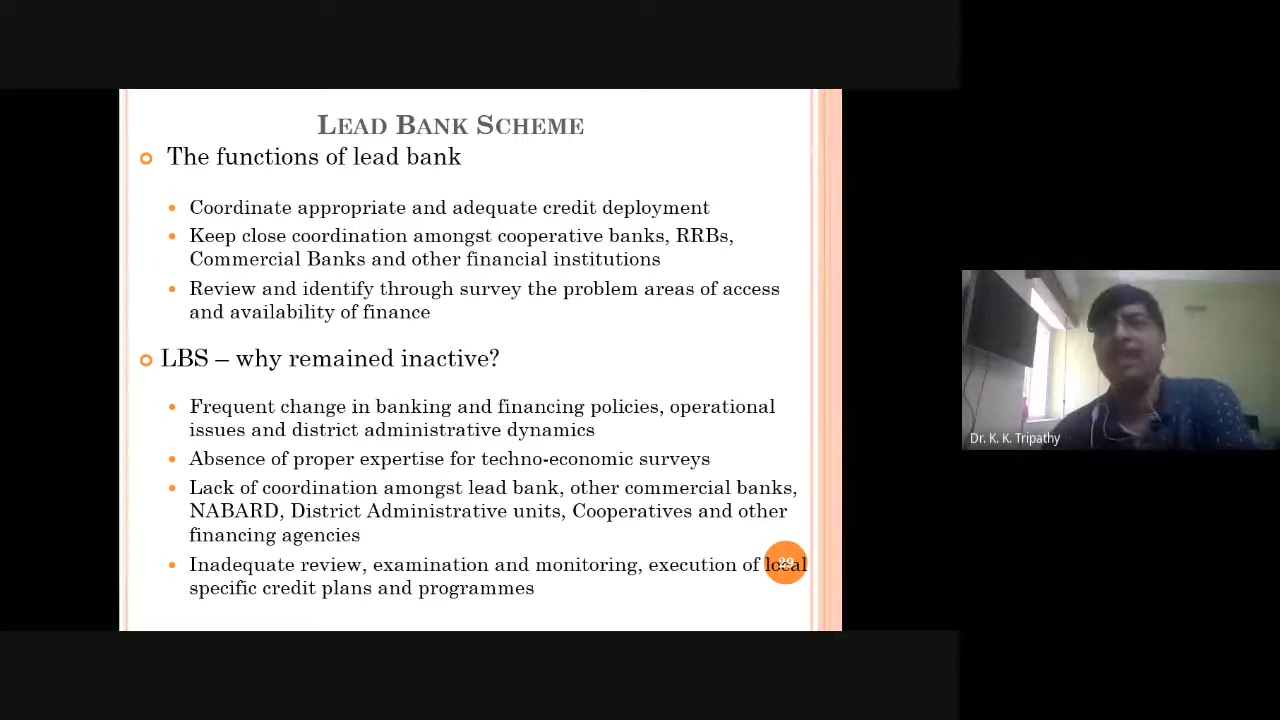 LEAD BANK SCHEME
The functions of lead bank
Coordinate appropriate and adequate credit deployment
Keep close coordination amongst cooperative banks, RRBs,
Commercial Banks and other financial institutions
Review and identify through survey the problem areas of access
and availability of finance
LBS – why remained inactive?
Frequent change in banking and financing policies, operational
issues and district administrative dynamics
Absence of proper expertise for techno-economic surveys
Lack of coordination amongst lead bank, other commercial banks,
NABARD, District Administrative units, Cooperatives and other
financing agencies
Inadequate review, examination and monitoring, execution of local
specific credit plans and programmes
29
Dr. K. K. Tripathy